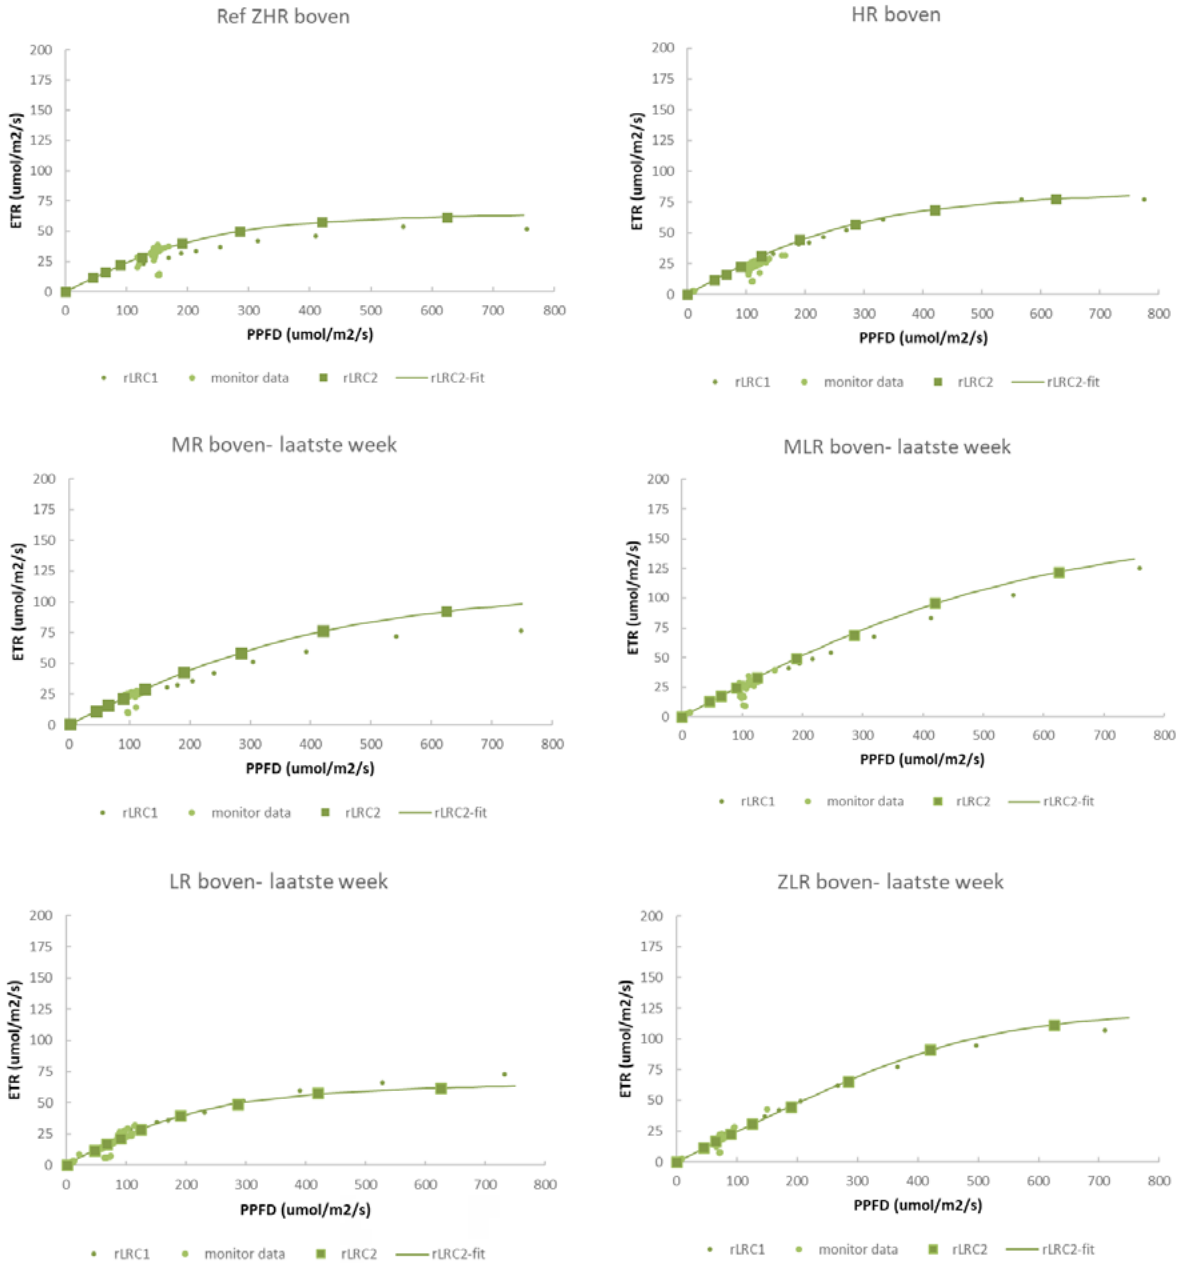 Ref ZHR boven
200
175
150
125
100
75
50
25
0
ETR (umol/m2/s)
0 100 200 300 400 500 600 700 800
PPFD (umol/m2/s)
rLRC1 monitor data rLRC2 rLRC2-Fit
HR boven
200
175
150
125
100
75
50
25
0
ETR (umol/m2/s)
0 100 200 300 400 500 600 700 800
PPFD (umol/m2/s)
rLRC1 monitor data rLRC2 rLRC2-fit
MR boven- laatste week
200
175
150
125
100
75
50
25
0
ETR (umol/m2/s)
0 100 200 300 400 500 600 700 800
PPFD (umol/m2/s)
rLRC1 monitor data rLRC2 rLRC2-fit
MLR boven- laatste week
200
175
150
125
100
75
50
25
0
ETR (umol/m2/s)
0 100 200 300 400 500 600 700 800
PPFD (umol/m2/s)
rLRC1 monitor data rLRC2 rLRC2-fit
LR boven- laatste week
200
175
150
125
100
75
50
25
0
ETR (umol/m2/s)
0 100 200 300 400 500 600 700 800
PPFD (umol/m2/s)
rLRC1 monitor data rLRC2 rLRC2-fit
ZLR boven- laatste week
200
175
150
125
100
75
50
25
0
ETR (umol/m2/s)
0 100 200 300 400 500 600 700 800
PPFD (umol/m2/s)
rLRC1 monitor data rLRC2 rLRC2-fit